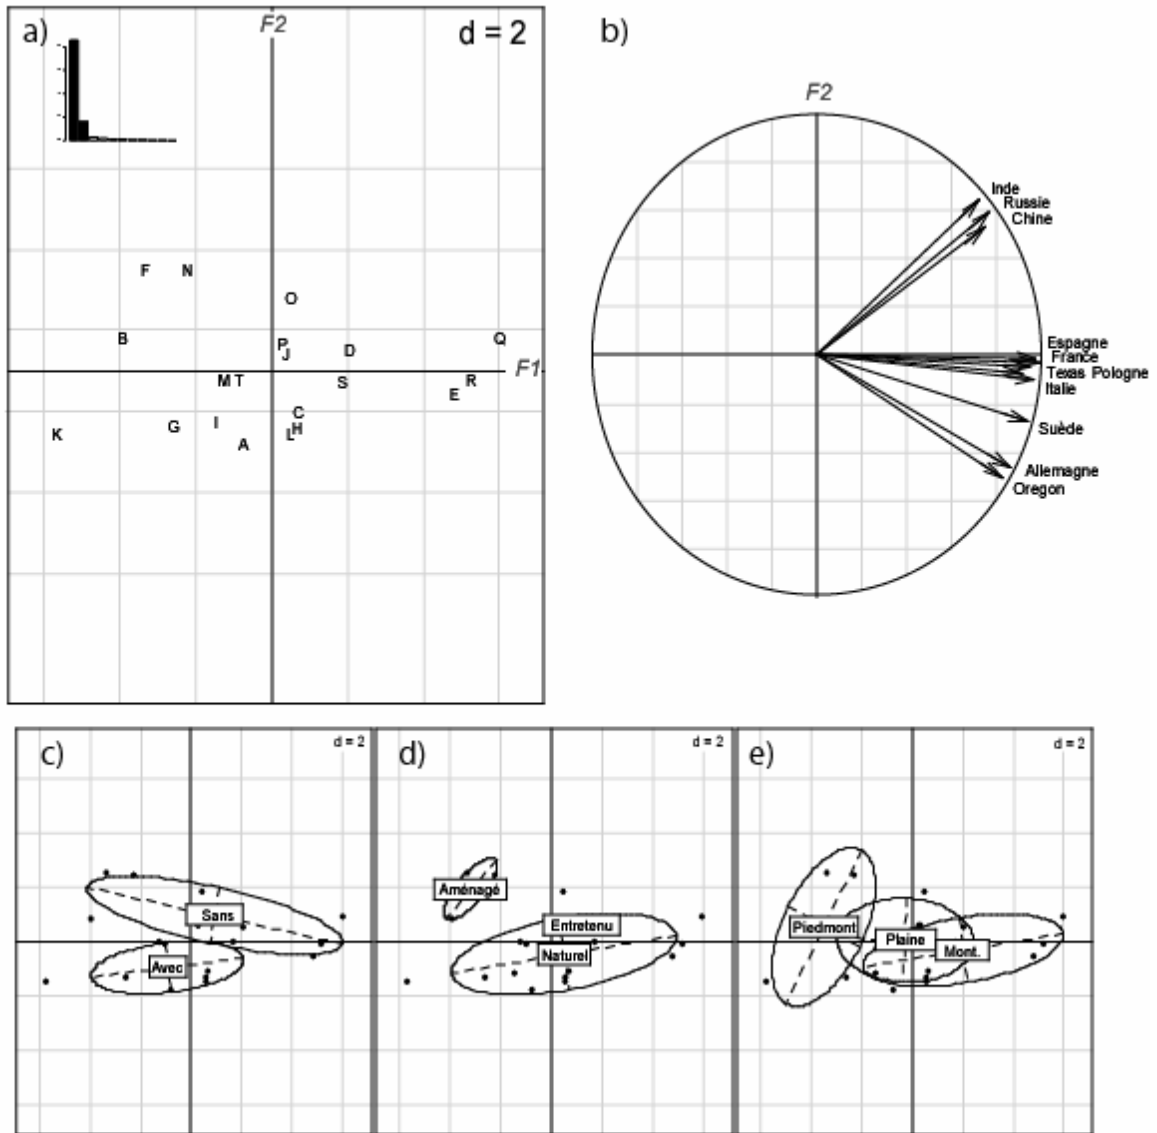 a)
F2
d = 2
b)
F2
Inde
Russie
Chine
F N
O
B
P
J
D
Q
F1
Espagne
France
Texas Pologne
Italie
M T
S
R
E
C
K
G
I
L H
A
Suède
Allemagne
Oregon
c)
d = 2
d)
d = 2
e)
d = 2
Sans
Avec
Aménagé
Entretenu
Naturel
Piedmont
Plaine
Mont.